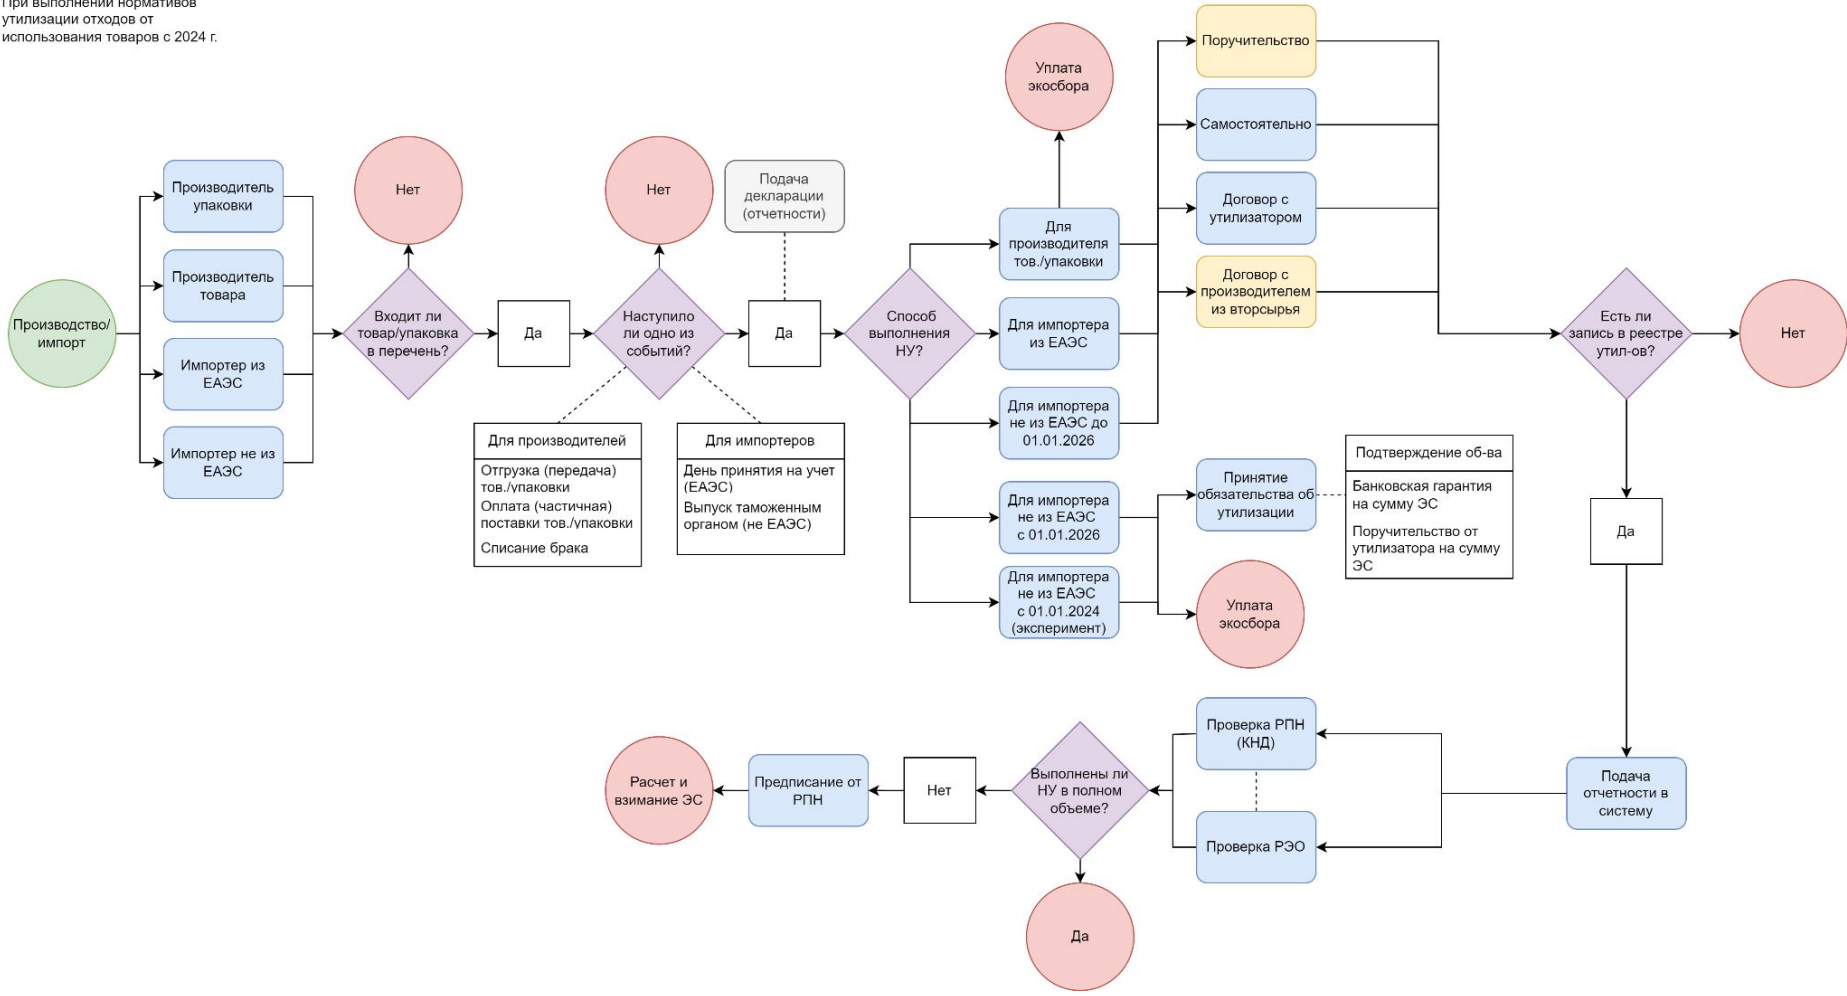 При выполнении нормативов
утилизации отходов от
использования товаров с 2024 г.
Производство/
импорт
Производитель
упаковки
Производитель
товара
Импортер из
ЕАЭС
Импортер не из
ЕАЭС
Нет
Входит ли
товар/упаковка
в перечень?
Да
Нет
Наступило
ли одно из
событий?
Для производителей
Отгрузка (передача)
тов./упаковки
Оплата (частичная)
поставки тов./упаковки
Списание брака
Для импортеров
День принятия на учет
(ЕАЭС)
Выпуск таможенным
органом (не ЕАЭС)
Подача
декларации
(отчетности)
Да
Способ
выполнения
НУ?
Уплата
экосбора
Для
производителя
тов./упаковки
Для импортера
из ЕАЭС
Для импортера
не из ЕАЭС до
01.01.2026
Для импортера
не из ЕАЭС
с 01.01.2026
Для импортера
не из ЕАЭС
с 01.01.2024
(эксперимент)
Поручительство
Самостоятельно
Договор с
утилизатором
Договор с
производителем
из вторсырья
Принятие
обязательства об
утилизации
Подтверждение об-ва
Банковская гарантия
на сумму ЭС
Поручительство от
утилизатора на сумму
ЭС
Уплата
экосбора
Есть ли
запись в реестре
утил-ов?
Нет
Да
Подача
отчетности в
систему
Проверка РПН
(КНД)
Проверка РЭО
Выполнены ли
НУ в полном
объеме?
Да
Нет
Предписание от
РПН
Расчет и
взимание ЭС